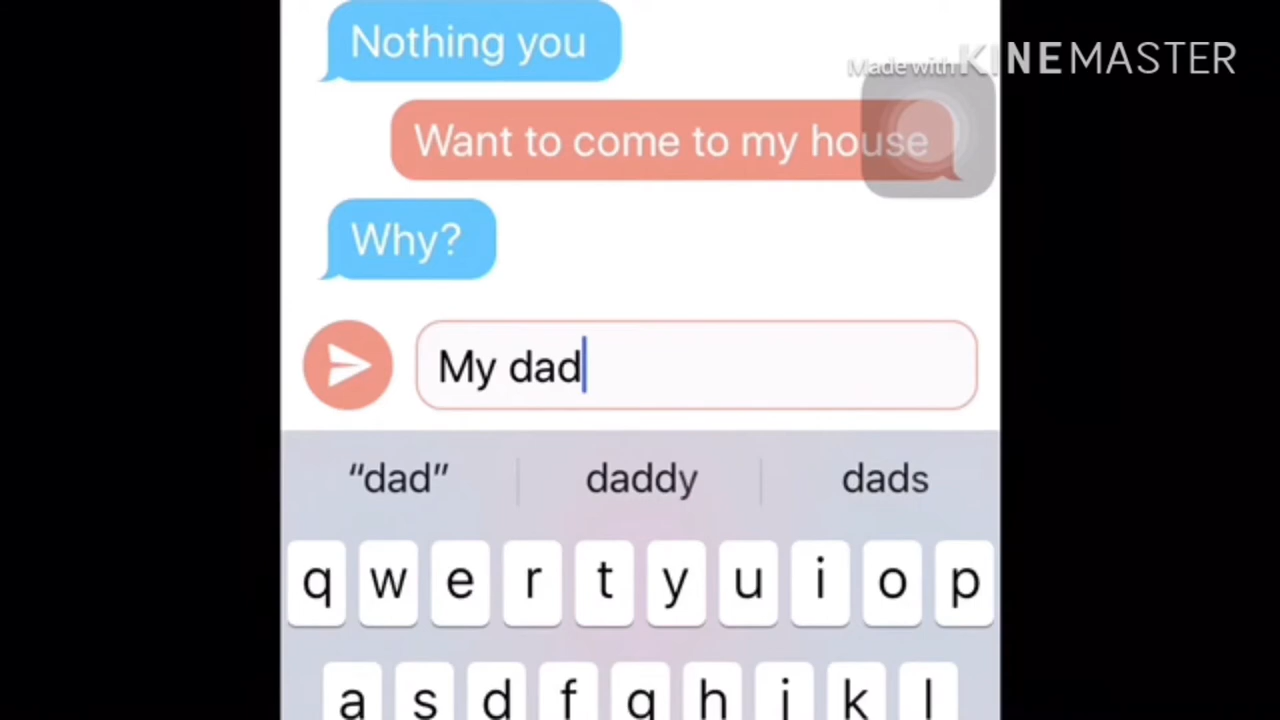 Nothing you
Made with KINEMASTER
Want to come to my house
Why?
My dad
“dad” daddy dads
q w e r t y u i o p
a s d f g h j k l